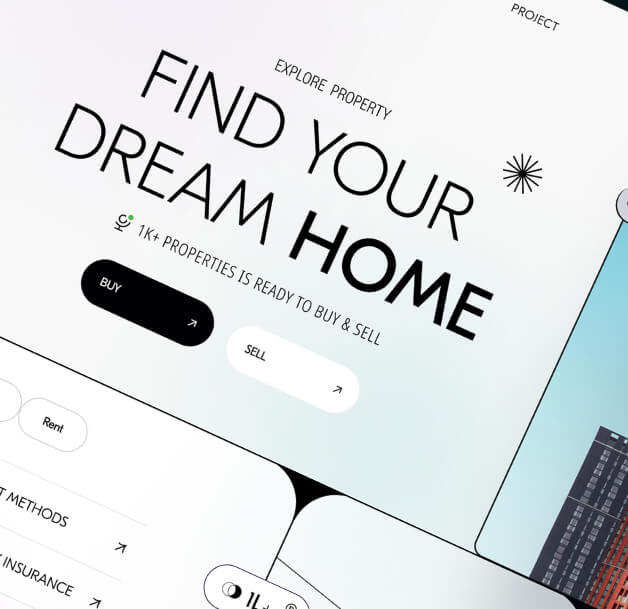 PROJECT
EXPLORE PROPERTY
FIND YOUR
DREAM HOME
1K+ PROPERTIES IS READY TO BUY & SELL
BUY
SELL
Rent
METHODS
INSURANCE